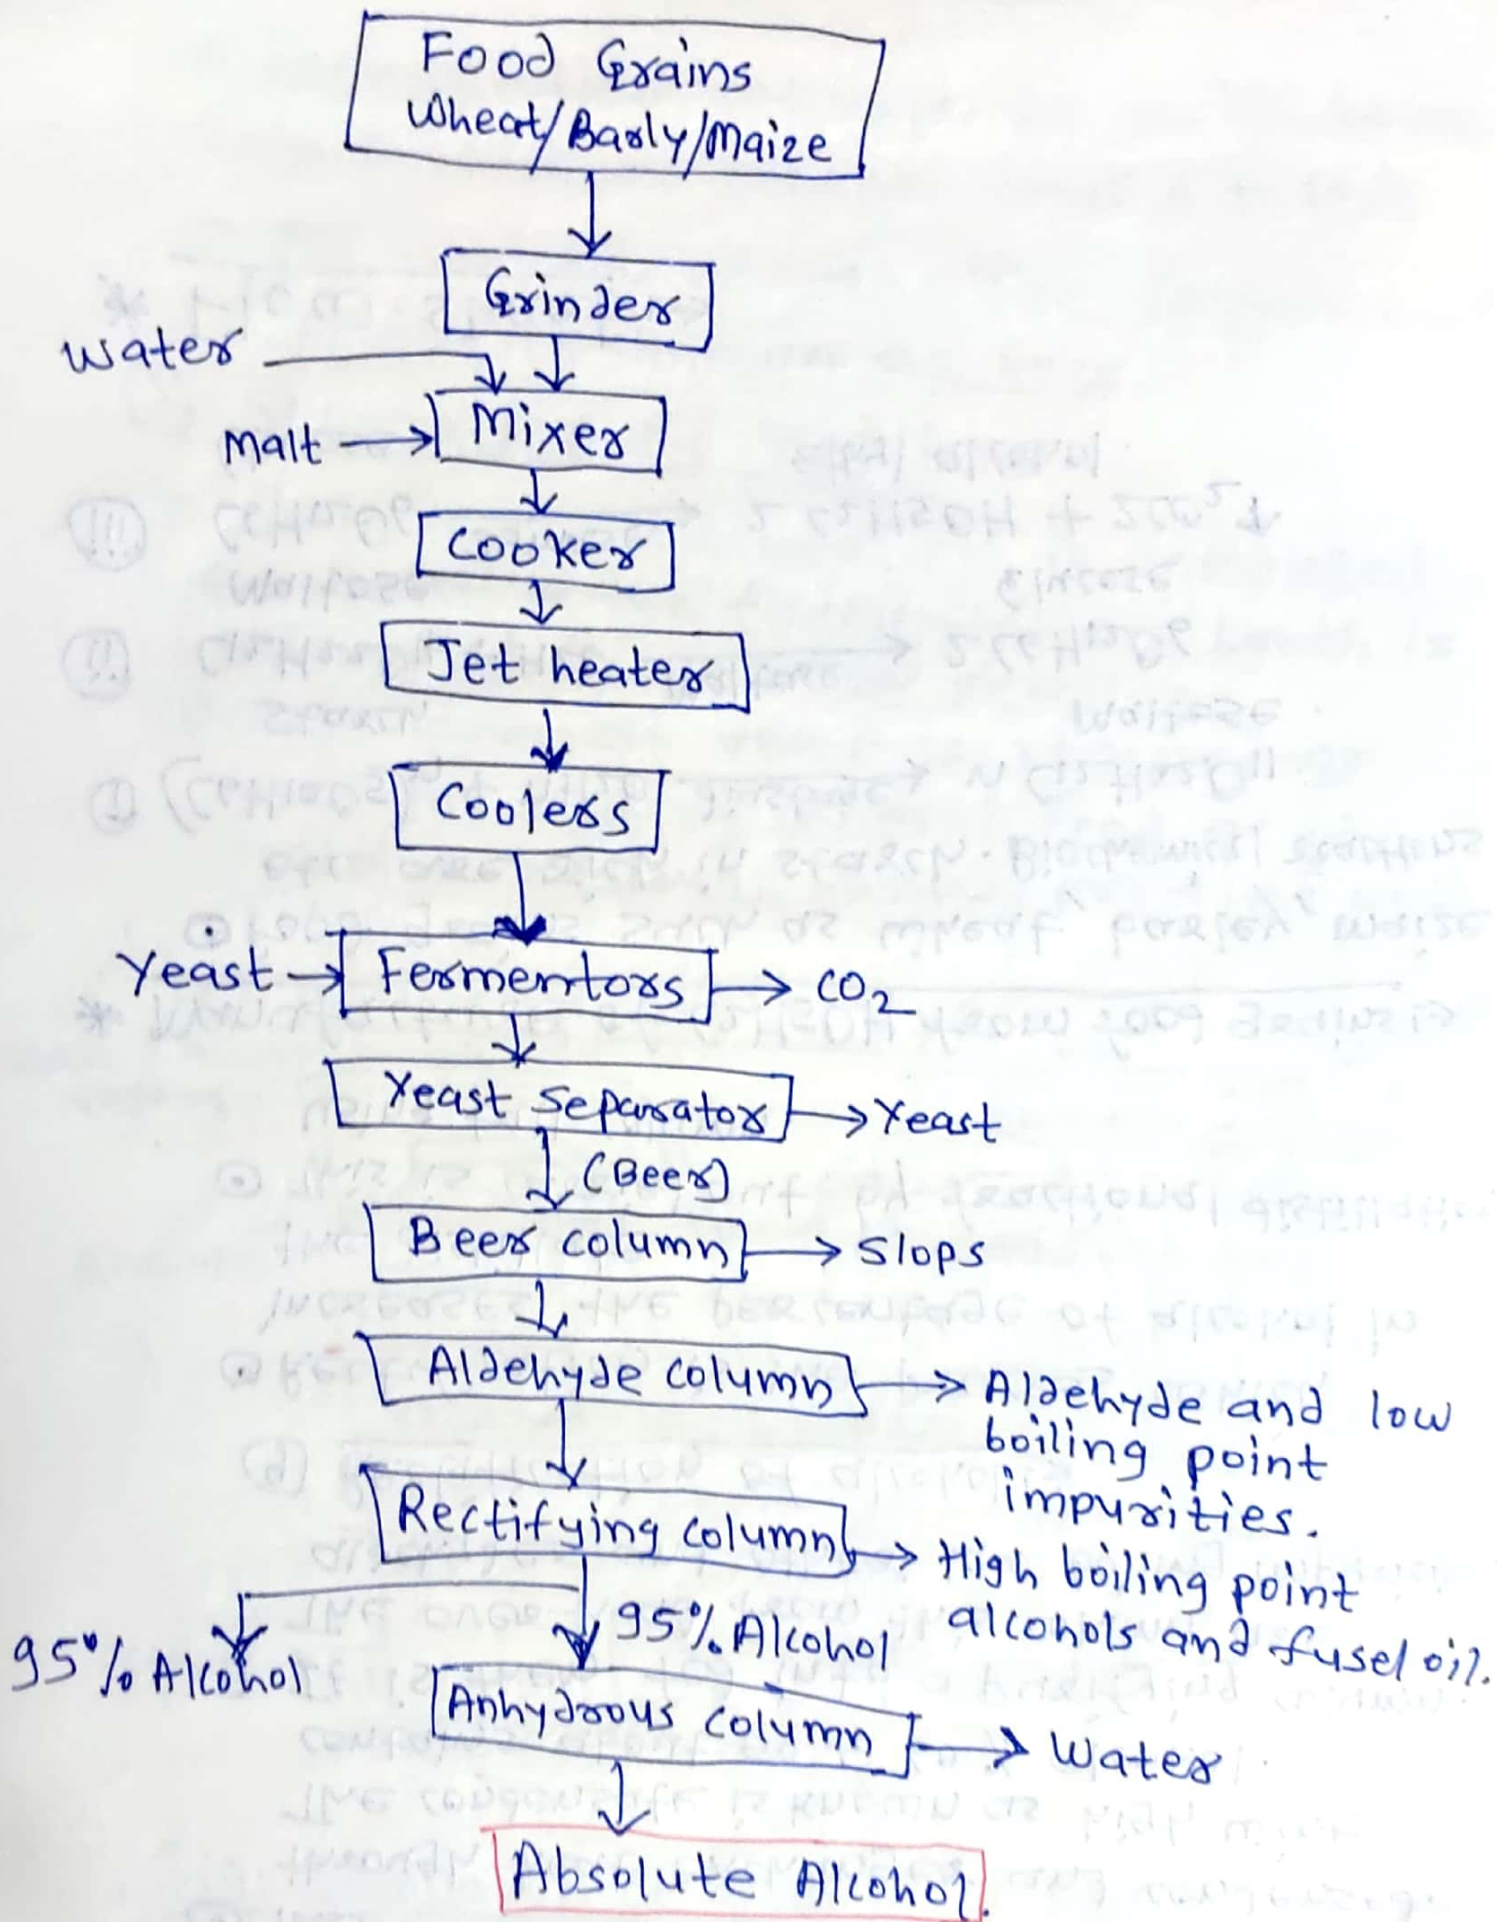 Food Grains
Wheat/Barly/Maize
Grinder
Water
Malt
Mixer
Cooker
Jet heater
Coolers
Yeast
Fermentors
CO2
Yeast Separator
Yeast
(Beer)
Beer column
Slops
Aldehyde column
Aldehyde and low
boiling point
impurities.
Rectifying column
High boiling point
alcohols and fusel oil.
95% Alcohol
95% Alcohol
Anhydrous column
Water
Absolute Alcohol.